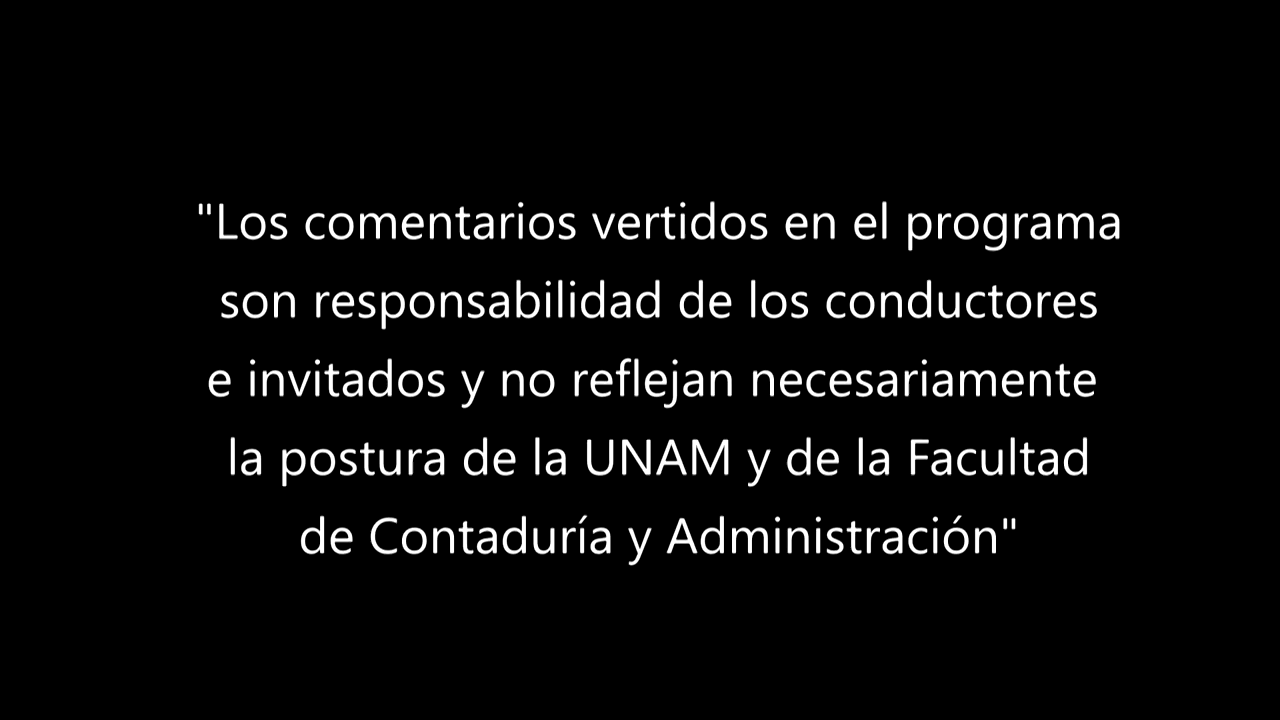 "Los comentarios vertidos en el programa
son responsabilidad de los conductores
e invitados y no reflejan necesariamente
la postura de la UNAM y de la Facultad
de Contaduría y Administración"